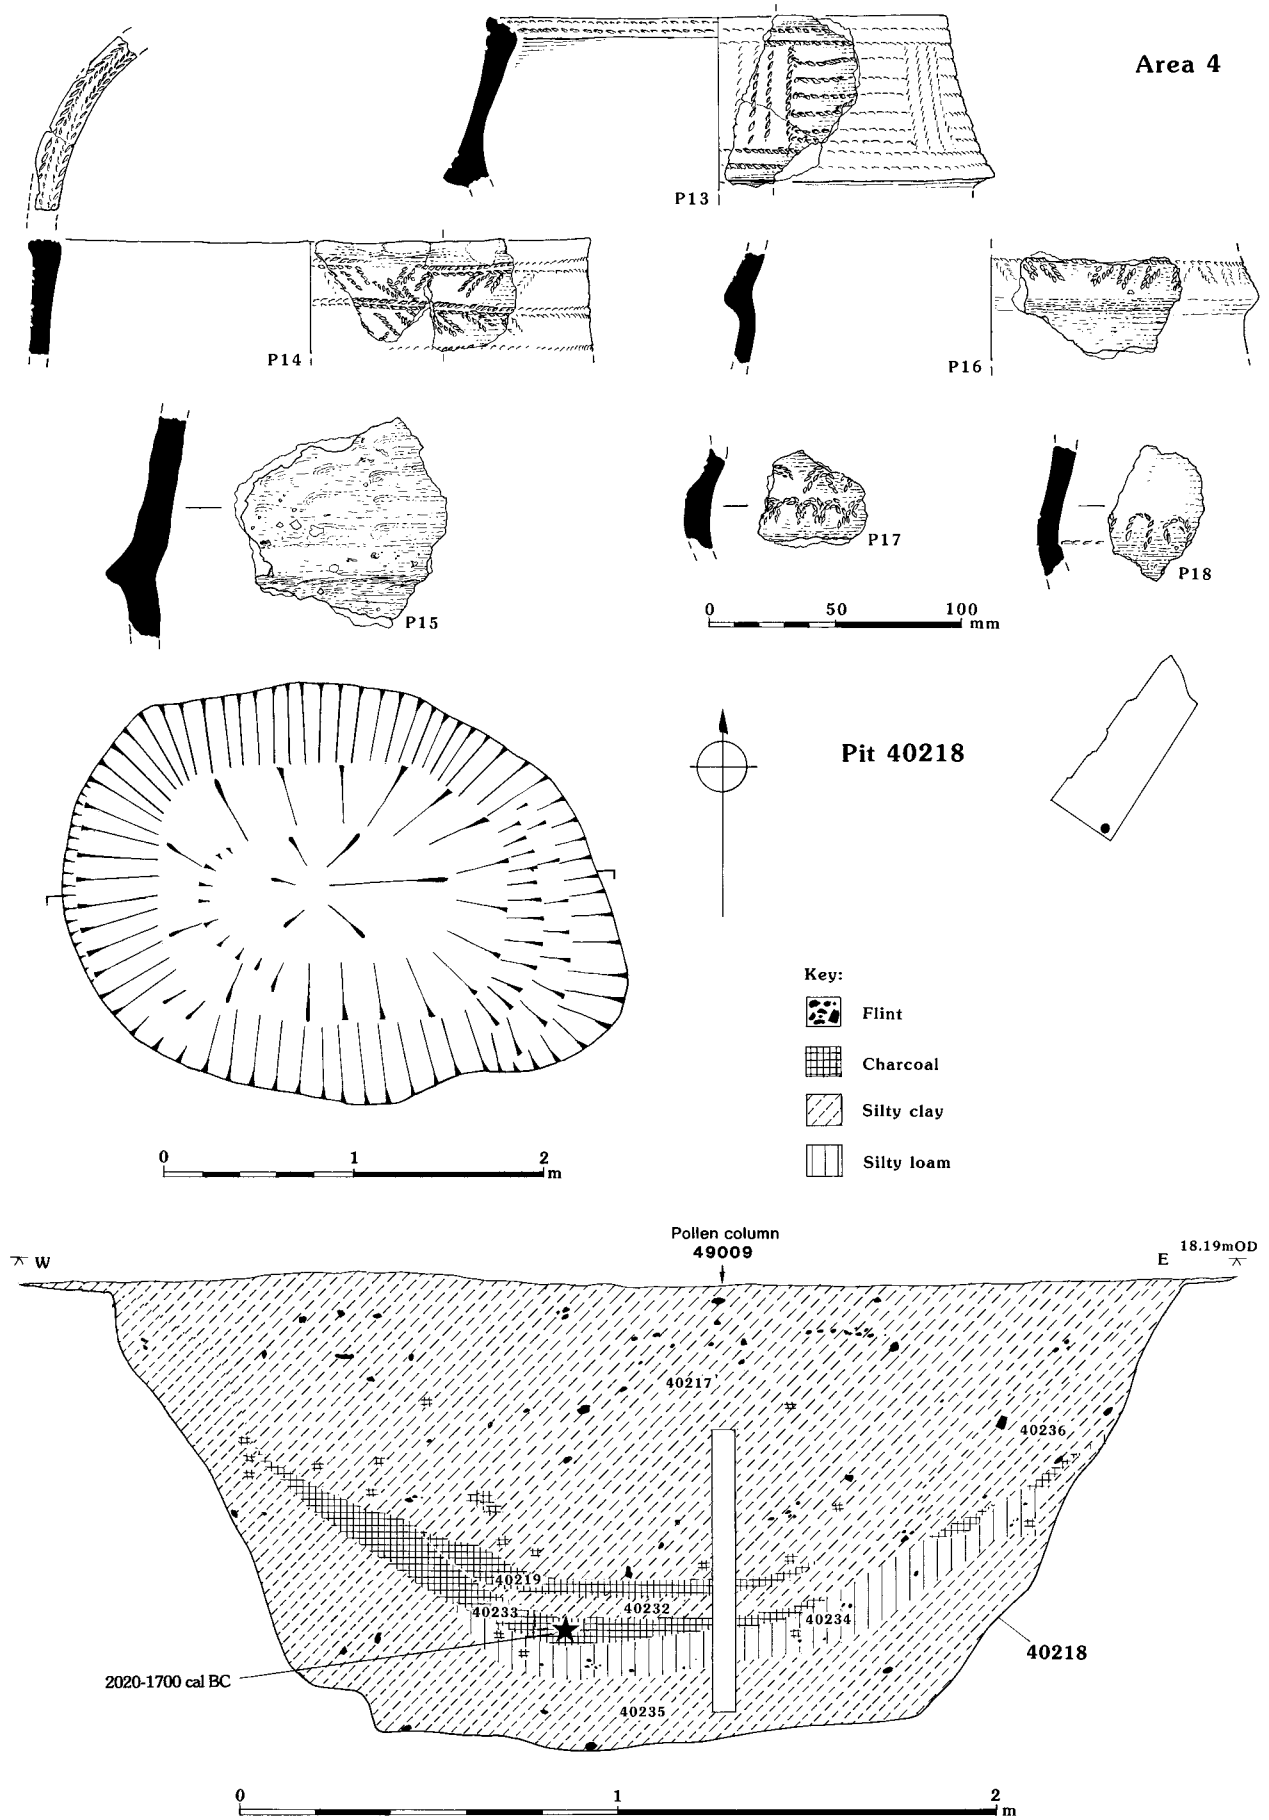 Area 4
P13
P14
P16
P15
P17
P18
0 50 100
mm
Pit 40218
Key:
Flint
Charcoal
Silty clay
Silty loam
0 1 2
m
Pollen column
49009
W
E
18.19mOD
40217
40236
40219
40233
40232
40234
40218
2020-1700 cal BC
40235
0 1 2
m